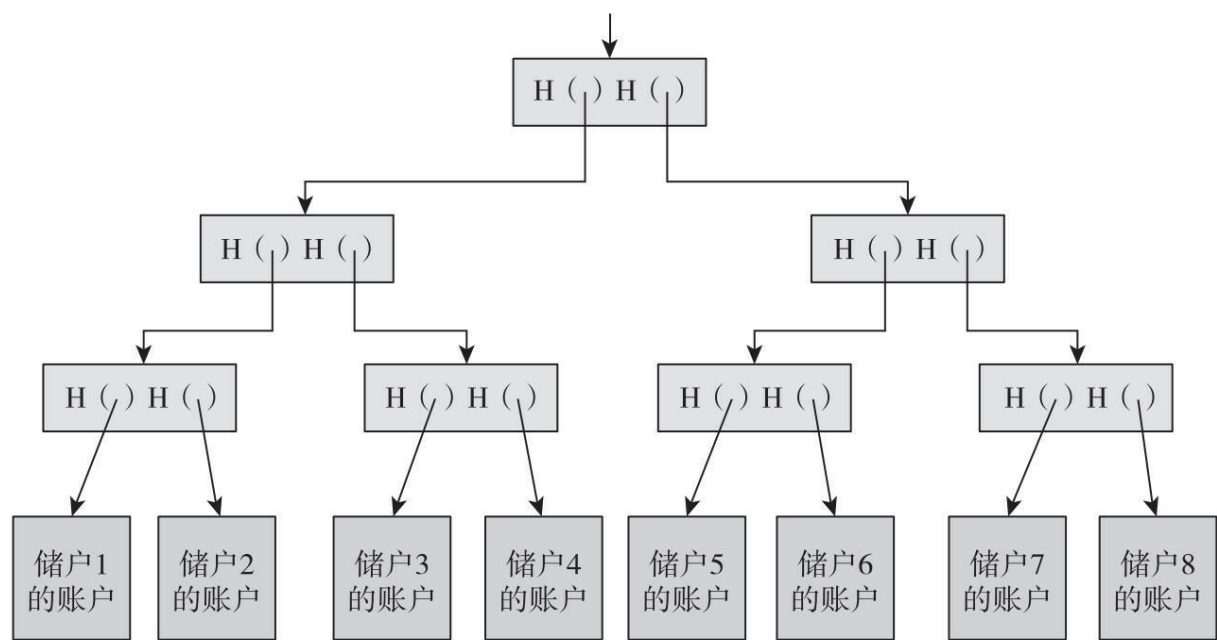 H（ ）H（ ）
H（ ）H（ ）
H（ ）H（ ）
H（ ）H（ ）
H（ ）H（ ）
H（ ）H（ ）
H（ ）H（ ）
储户1
的账户
储户2
的账户
储户3
的账户
储户4
的账户
储户5
的账户
储户6
的账户
储户7
的账户
储户8
的账户